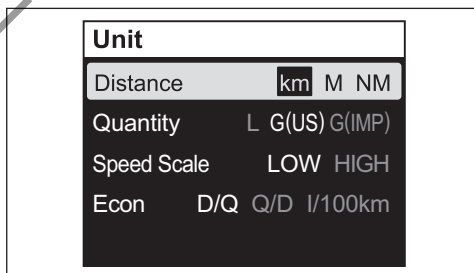 Unit
Distance km M NM
Quantity L G(US) G(IMP)
Speed Scale LOW HIGH
Econ D/Q Q/D l/100km